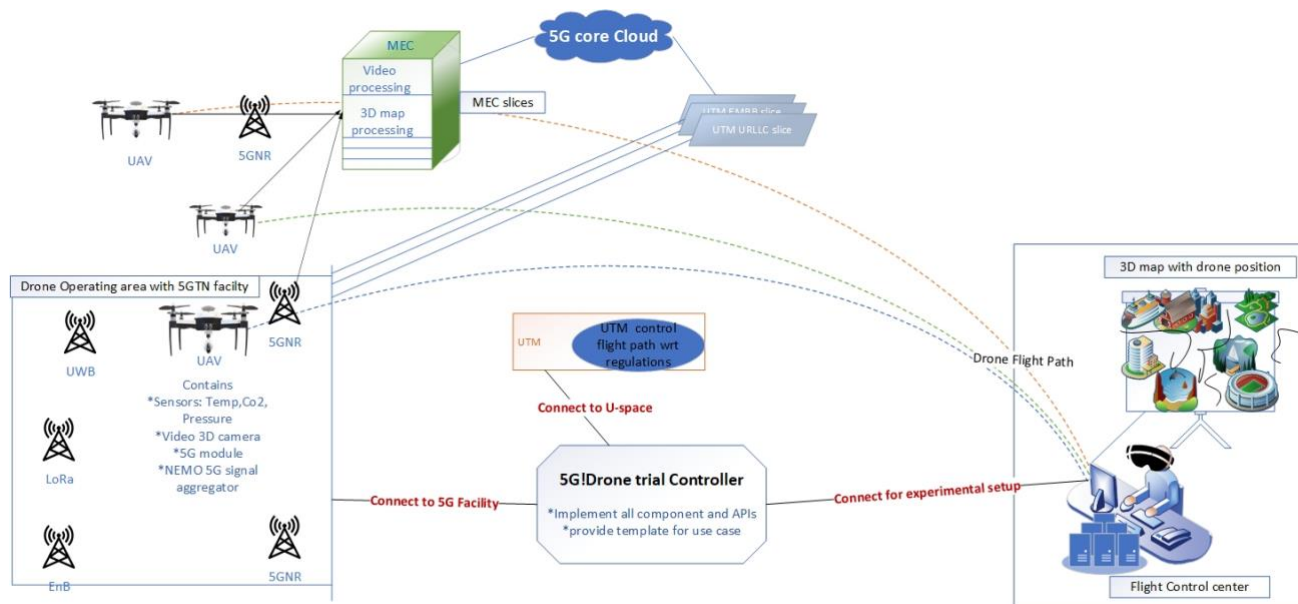 MEC
Video
processing
3D map
processing
MEC slices
5G core Cloud
UTM EMBB slice
UTM URLLC slice
UAV
5GNR
UAV
Drone Operating area with 5GTN facilty
UWB
LoRa
EnB
UAV
5GNR
Contains
*Sensors: Temp,Co2,
Pressure
*Video 3D camera
*5G module
*NEMO 5G signal
aggregator
5GNR
UTM
UTM control
flight path wrt
regulations
Connect to U-space
Connect to 5G Facility
5G!Drone trial Controller
*Implement all component and APIs
*provide template for use case
Connect for experimental setup
Drone Flight Path
3D map with drone position
Flight Control center